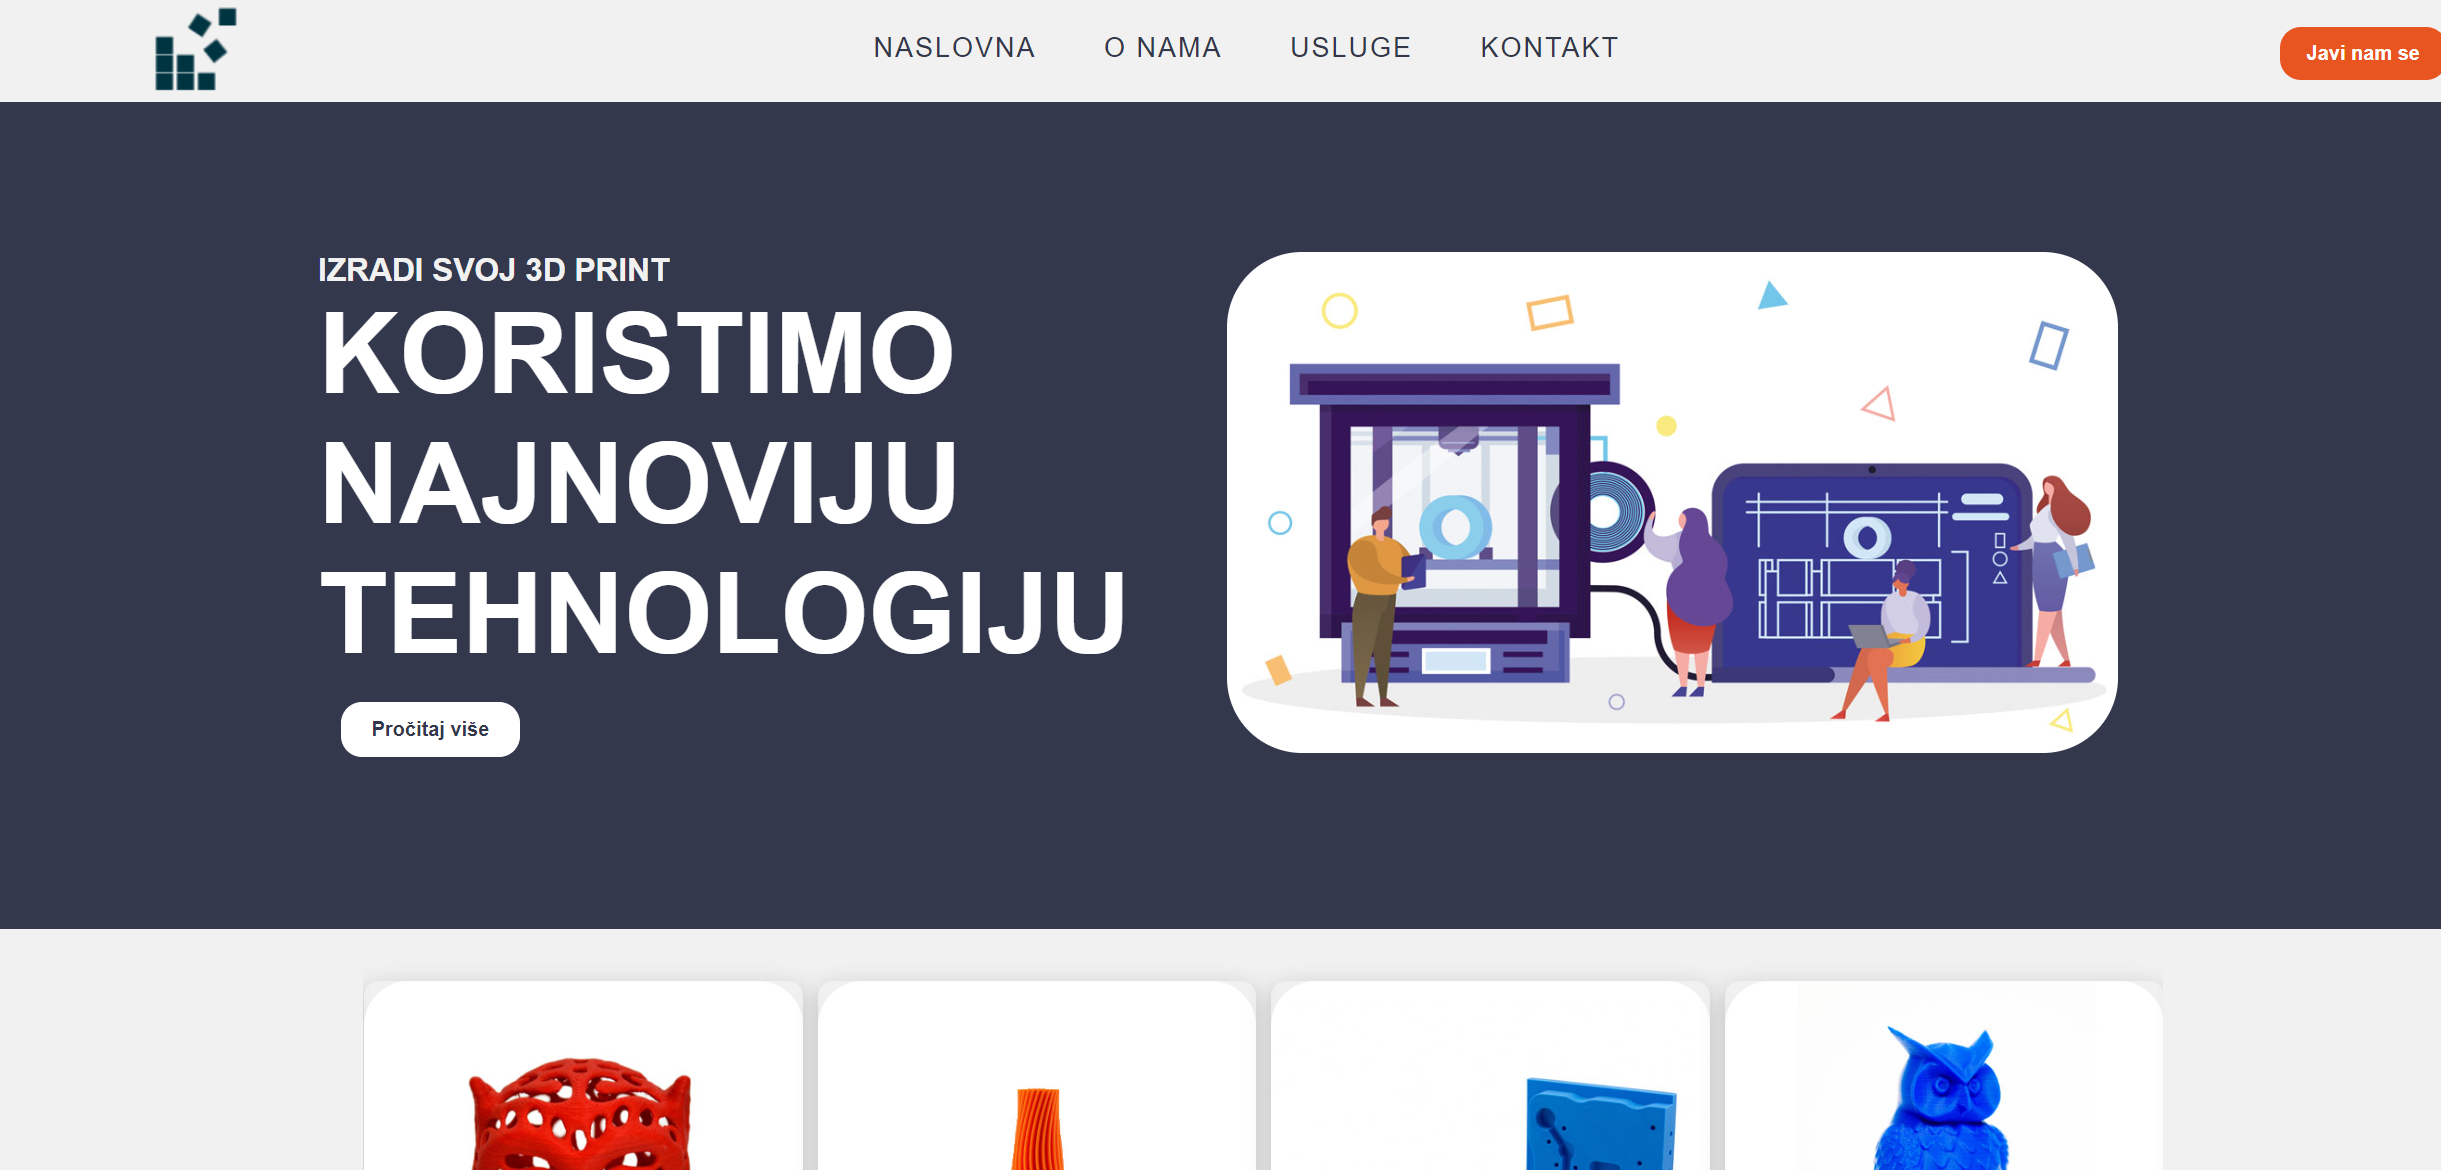 NASLOVNA
O NAMA
USLUGE
KONTAKT
Javi nam se
IZRADI SVOJ 3D PRINT
KORISTIMO
NAJNOVIJU
TEHNOLOGIJU
Pročitaj više